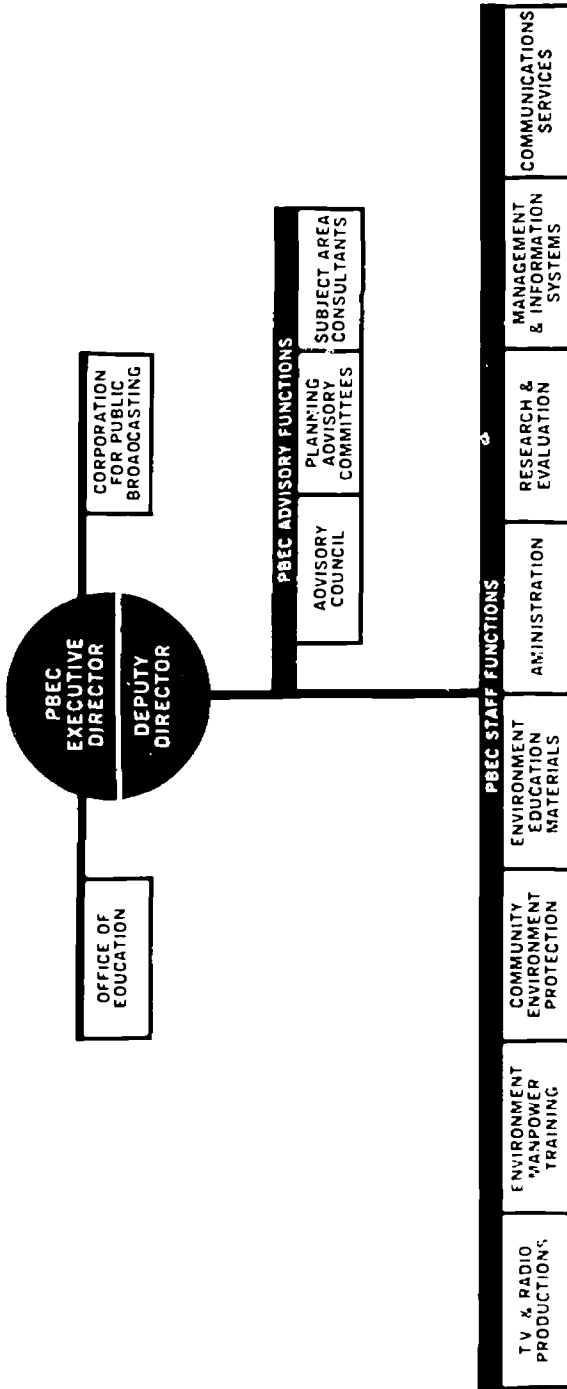 PBEC
EXECUTIVE
DIRECTOR
DEPUTY
DIRECTOR
OFFICE OF
EDUCATION
CORPORATION
FOR PUBLIC
BROADCASTING
PBEC ADVISORY FUNCTIONS
ADVISORY
COUNCIL
PLANNING
ADVISORY
COMMITTEES
SUBJECT AREA
CONSULTANTS
PBEC STAFF FUNCTIONS
TV & RADIO
PRODUCTIONS
ENVIRONMENT
MANPOWER
TRAINING
COMMUNITY
ENVIRONMENT
PROTECTION
ENVIRONMENT
EDUCATION
MATERIALS
AMINISTRATION
RESEARCH &
EVALUATION
MANAGEMENT
& INFORMATION
SYSTEMS
COMMUNICATIONS
SERVICES